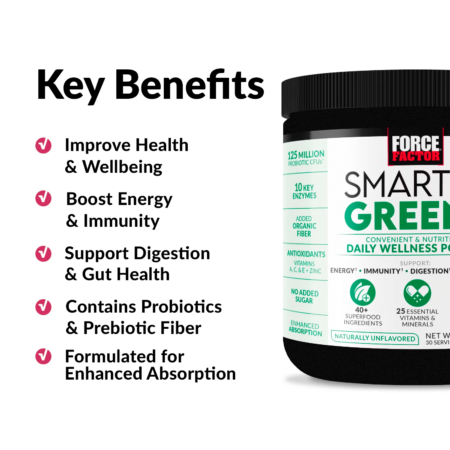 Key Benefits
Improve Health
& Wellbeing
Boost Energy
& Immunity
Support Digestion
& Gut Health
Contains Probiotics
& Prebiotic Fiber
Formulated for
Enhanced Absorption
FORCE
FACTOR
SMART
GREEN
CONVENIENT & NUTRITI
DAILY WELLNESS PO
SUPPORT:
ENERGY† • IMMUNITY† • DIGESTION
40+
SUPERFOOD
INGREDIENTS
25 ESSENTIAL
VITAMINS &
MINERALS
NATURALLY UNFLAVORED
NET W
30 SERVI
125 MILLION
PROBIOTIC CFUs
10 KEY
ENZYMES
ADDED
ORGANIC
FIBER
ANTIOXIDANTS
VITAMINS
A, C, & E + ZINC
NO ADDED
SUGAR
ENHANCED
ABSORPTION